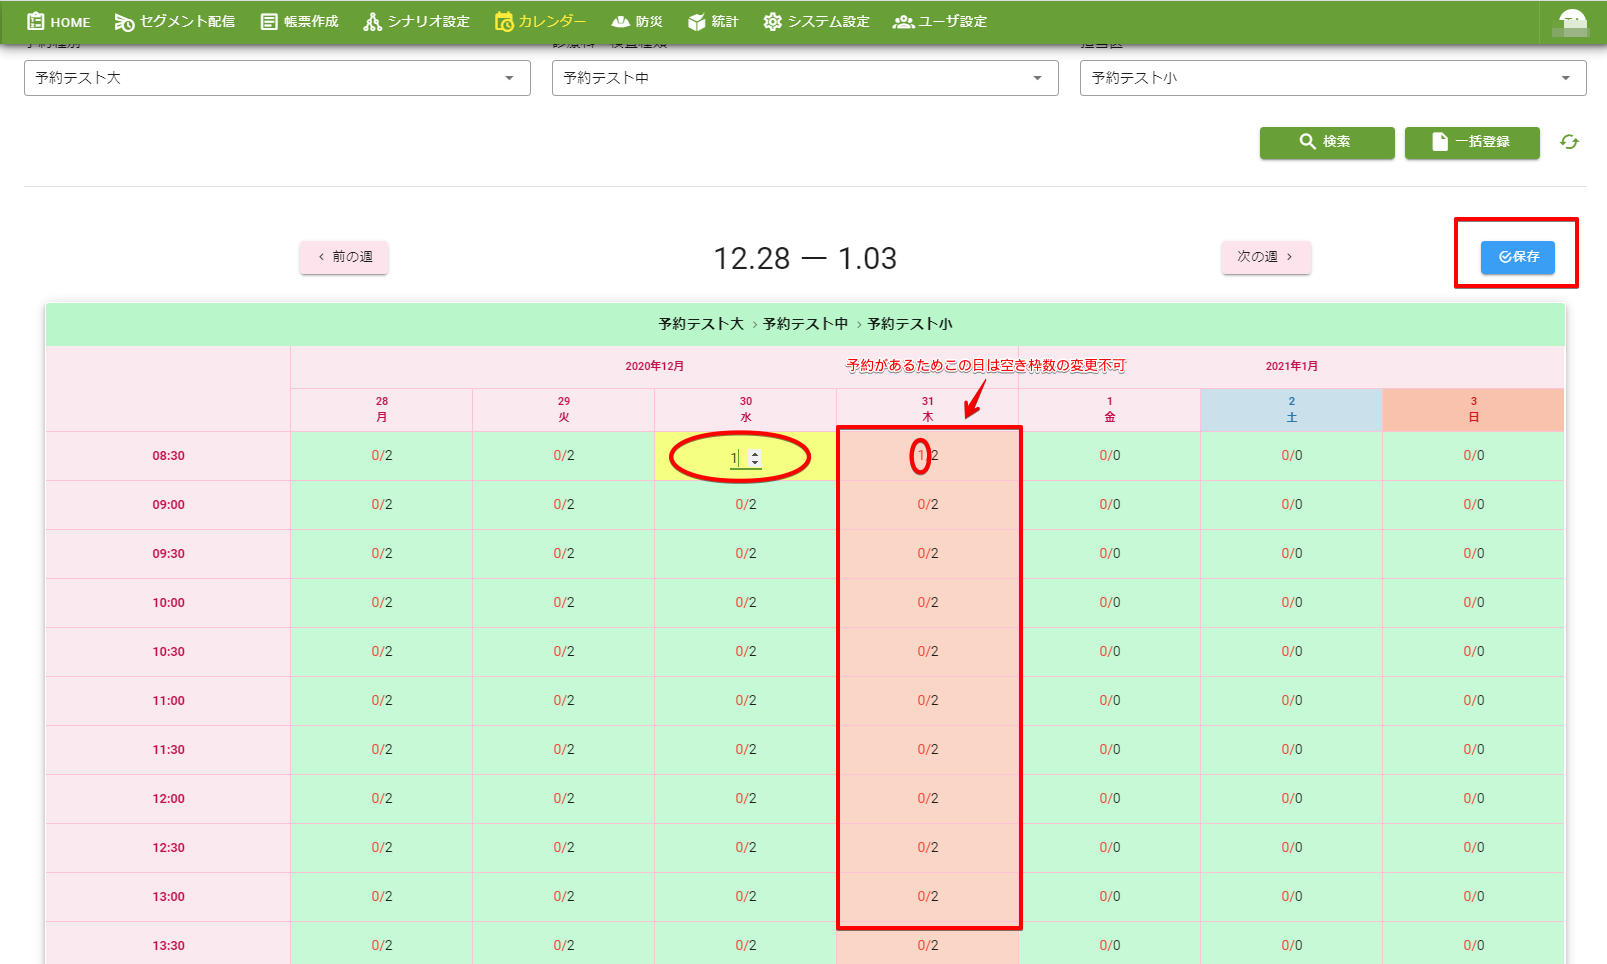 HOME セグメント配信 帳票作成 シナリオ設定 カレンダー 防災 統計 システム設定 ユーザ設定
予約種別 診療科・検査種類 担当医
予約テスト大 予約テスト中 予約テスト小
検索 一括登録
前の週 12.28 — 1.03 次の週 保存
予約テスト大 › 予約テスト中 › 予約テスト小
2020年12月 予約があるためこの日は空き枠数の変更不可 2021年1月
28 29 30 31 1 2 3
月 火 水 木 金 土 日
08:30 0/2 0/2 1 1/2 0/0 0/0 0/0
09:00 0/2 0/2 0/2 0/2 0/0 0/0 0/0
09:30 0/2 0/2 0/2 0/2 0/0 0/0 0/0
10:00 0/2 0/2 0/2 0/2 0/0 0/0 0/0
10:30 0/2 0/2 0/2 0/2 0/0 0/0 0/0
11:00 0/2 0/2 0/2 0/2 0/0 0/0 0/0
11:30 0/2 0/2 0/2 0/2 0/0 0/0 0/0
12:00 0/2 0/2 0/2 0/2 0/0 0/0 0/0
12:30 0/2 0/2 0/2 0/2 0/0 0/0 0/0
13:00 0/2 0/2 0/2 0/2 0/0 0/0 0/0
13:30 0/2 0/2 0/2 0/2 0/0 0/0 0/0